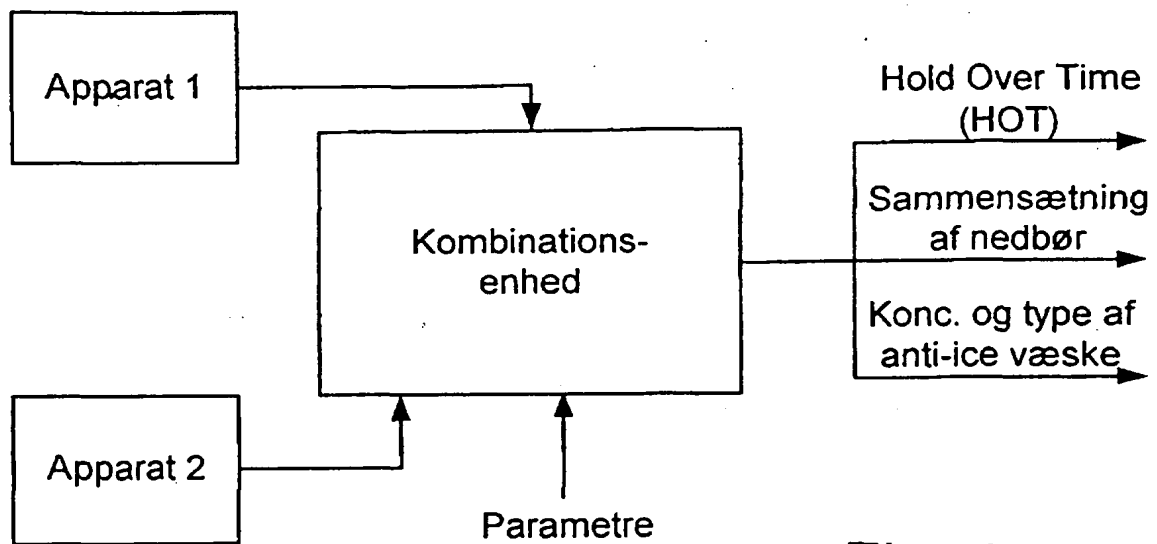 Apparat 1
Hold Over Time
(HOT)
Kombinations-
enhed
Sammensætning
af nedbør
Konc. og type af
anti-ice væske
Apparat 2
Parametre